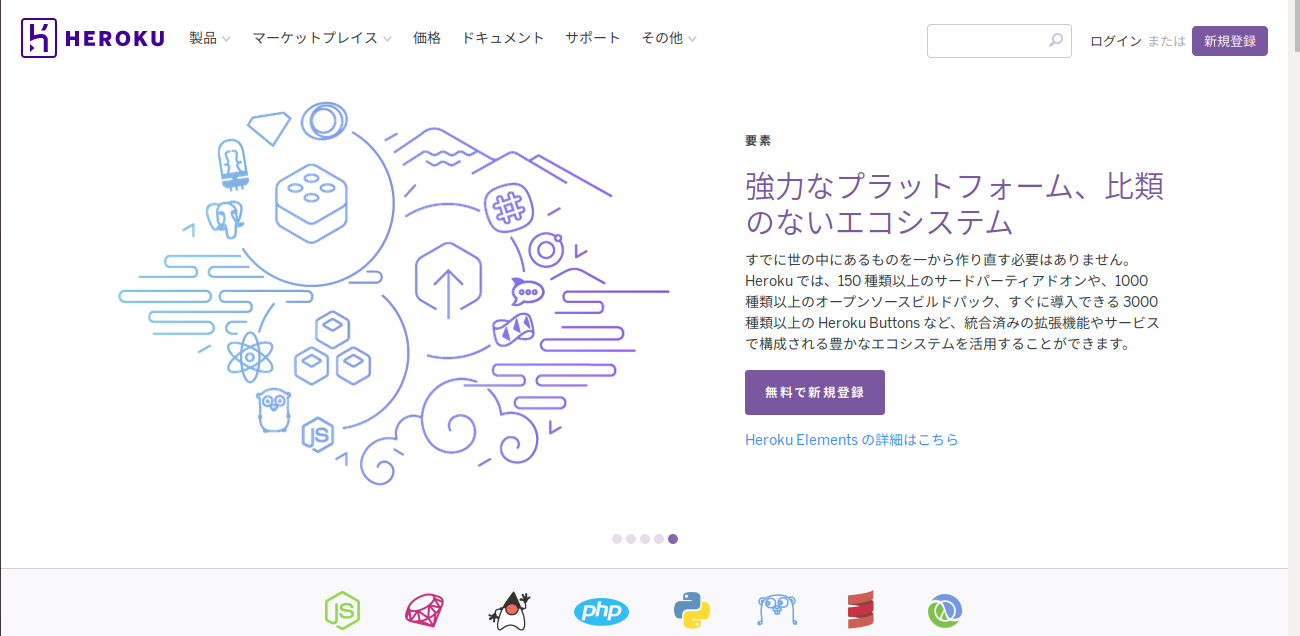 HEROKU 製品 マーケットプレイス 価格 ドキュメント サポート その他 ログイン または 新規登録
要素
強力なプラットフォーム、比類
のないエコシステム
すでに世の中にあるものを一から作り直す必要はありません。
Heroku では、150 種類以上のサードパーティアドオンや、1000
種類以上のオープンソースビルドパック、すぐに導入できる 3000
種類以上の Heroku Buttons など、統合済みの拡張機能やサービス
で構成される豊かなエコシステムを活用することができます。
無料で新規登録
Heroku Elements の詳細はこちら
JS
JS php